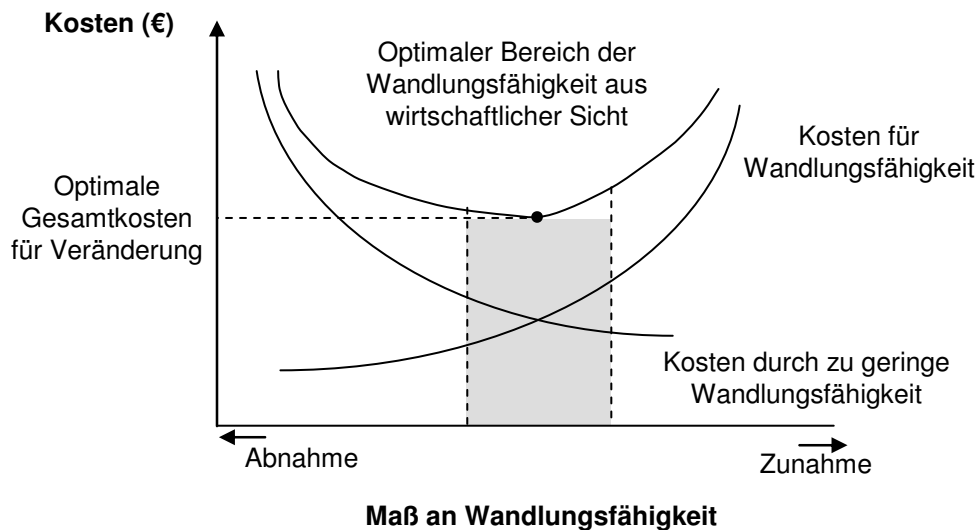 Kosten (€)
Optimaler Bereich der
Wandlungsfähigkeit aus
wirtschaftlicher Sicht
Kosten für
Wandlungsfähigkeit
Optimale
Gesamtkosten
für Veränderung
Kosten durch zu geringe
Wandlungsfähigkeit
Abnahme
Zunahme
Maß an Wandlungsfähigkeit